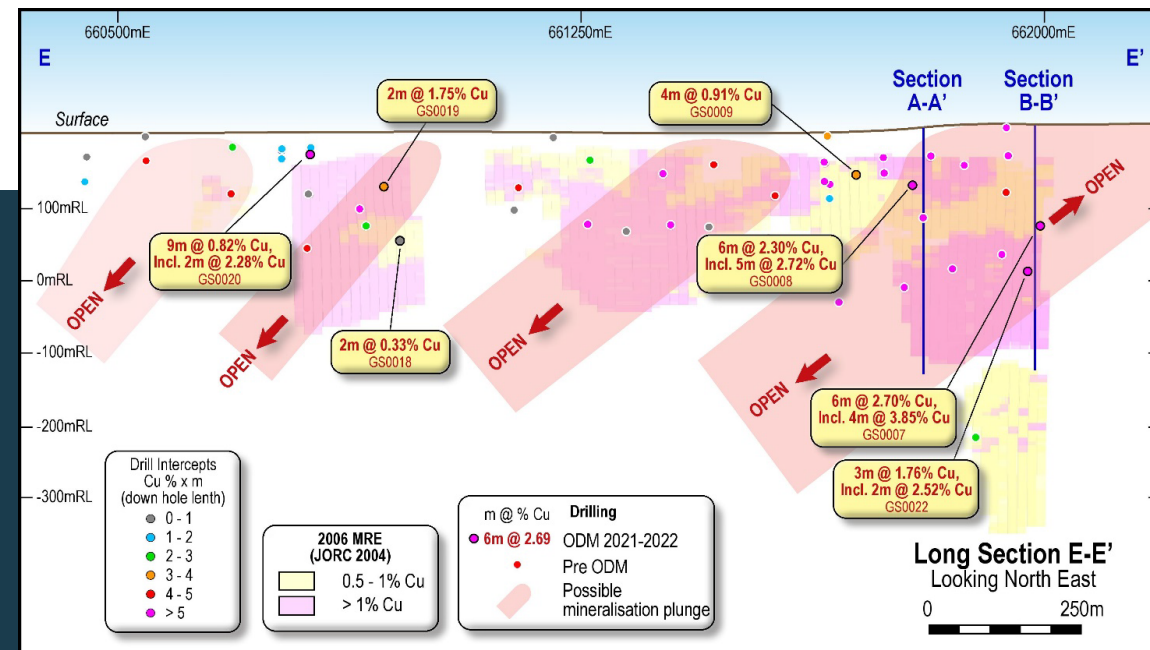 660500mE
661250mE
662000mE
E
E'
Section
A-A'
Section
B-B'
Surface
2m @ 1.75% Cu
GS0019
4m @ 0.91% Cu
GS0009
100mRL
0mRL
-100mRL
-200mRL
-300mRL
9m @ 0.82% Cu,
Incl. 2m @ 2.28% Cu
GS0020
6m @ 2.30% Cu,
Incl. 5m @ 2.72% Cu
GS0008
2m @ 0.33% Cu
GS0018
6m @ 2.70% Cu,
Incl. 4m @ 3.85% Cu
GS0007
3m @ 1.76% Cu,
Incl. 2m @ 2.52% Cu
GS0022
OPEN
OPEN
OPEN
OPEN
OPEN
Drill Intercepts
Cu % x m
(down hole lenth)
0 - 1
1 - 2
2 - 3
3 - 4
4 - 5
> 5
2006 MRE
(JORC 2004)
0.5 - 1% Cu
> 1% Cu
m @ % Cu Drilling
6m @ 2.69 ODM 2021-2022
Pre ODM
Possible
mineralisation plunge
Long Section E-E'
Looking North East
0 250m